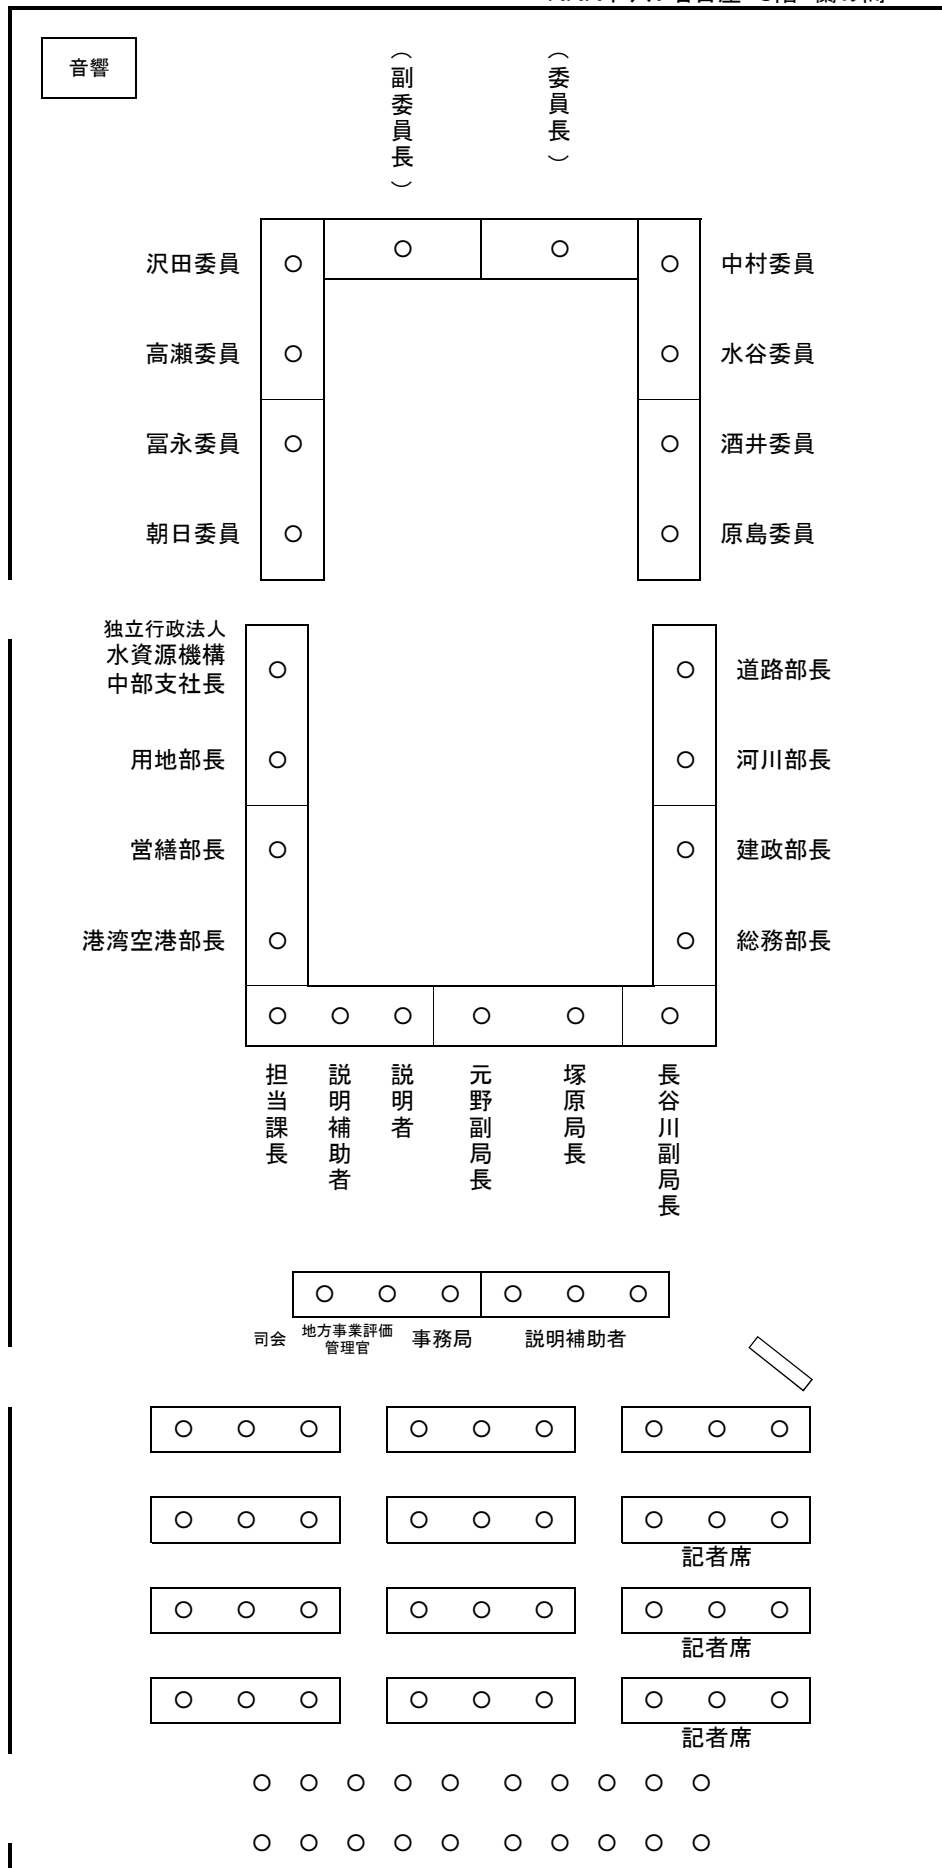 音響
（副委員長）
（委員長）
沢田委員
中村委員
高瀬委員
水谷委員
冨永委員
酒井委員
朝日委員
原島委員
独立行政法人
水資源機構
中部支社長
道路部長
用地部長
河川部長
営繕部長
建政部長
港湾空港部長
総務部長
担当課長
説明補助者
説明者
元野副局長
塚原局長
長谷川副局長
司会
地方事業評価
管理官
事務局
説明補助者
記者席
記者席
記者席